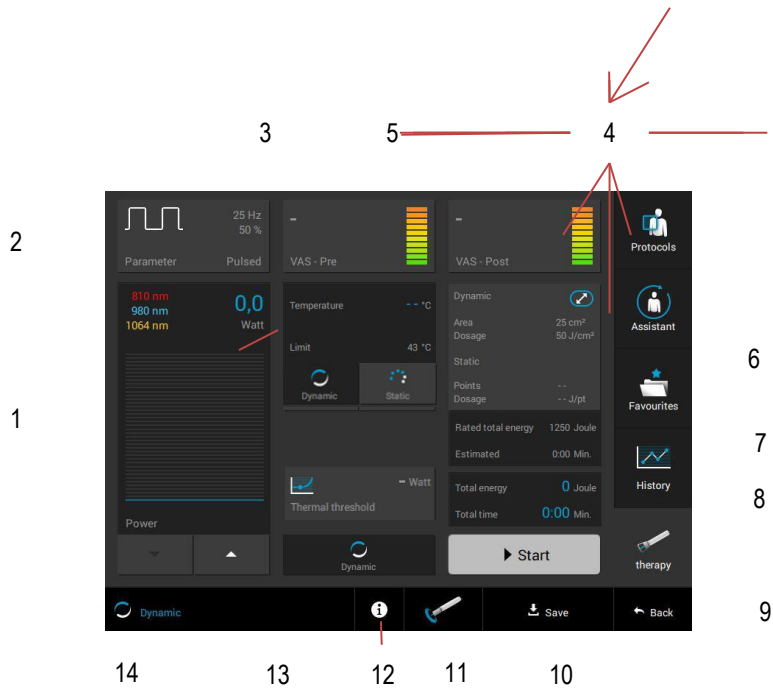 3 5 4
2
25 Hz
50 %
Parameter Pulsed
-
VAS - Pre
-
VAS - Post
Protocols
810 nm
980 nm
1064 nm
0,0
Watt
Temperature - - °C
Limit 43 °C
Dynamic Static
Dynamic
Area 25 cm²
Dosage 50 J/cm²
Static
Points - -
Dosage - - J/pt
Assistant
6
Favourites
1
Rated total energy 1250 Joule
Estimated 0:00 Min.
7
- Watt
Thermal threshold
Total energy 0 Joule
Total time 0:00 Min.
History
8
Power
Dynamic
Start
therapy
Dynamic
i
Save
Back
9
14 13 12 11 10